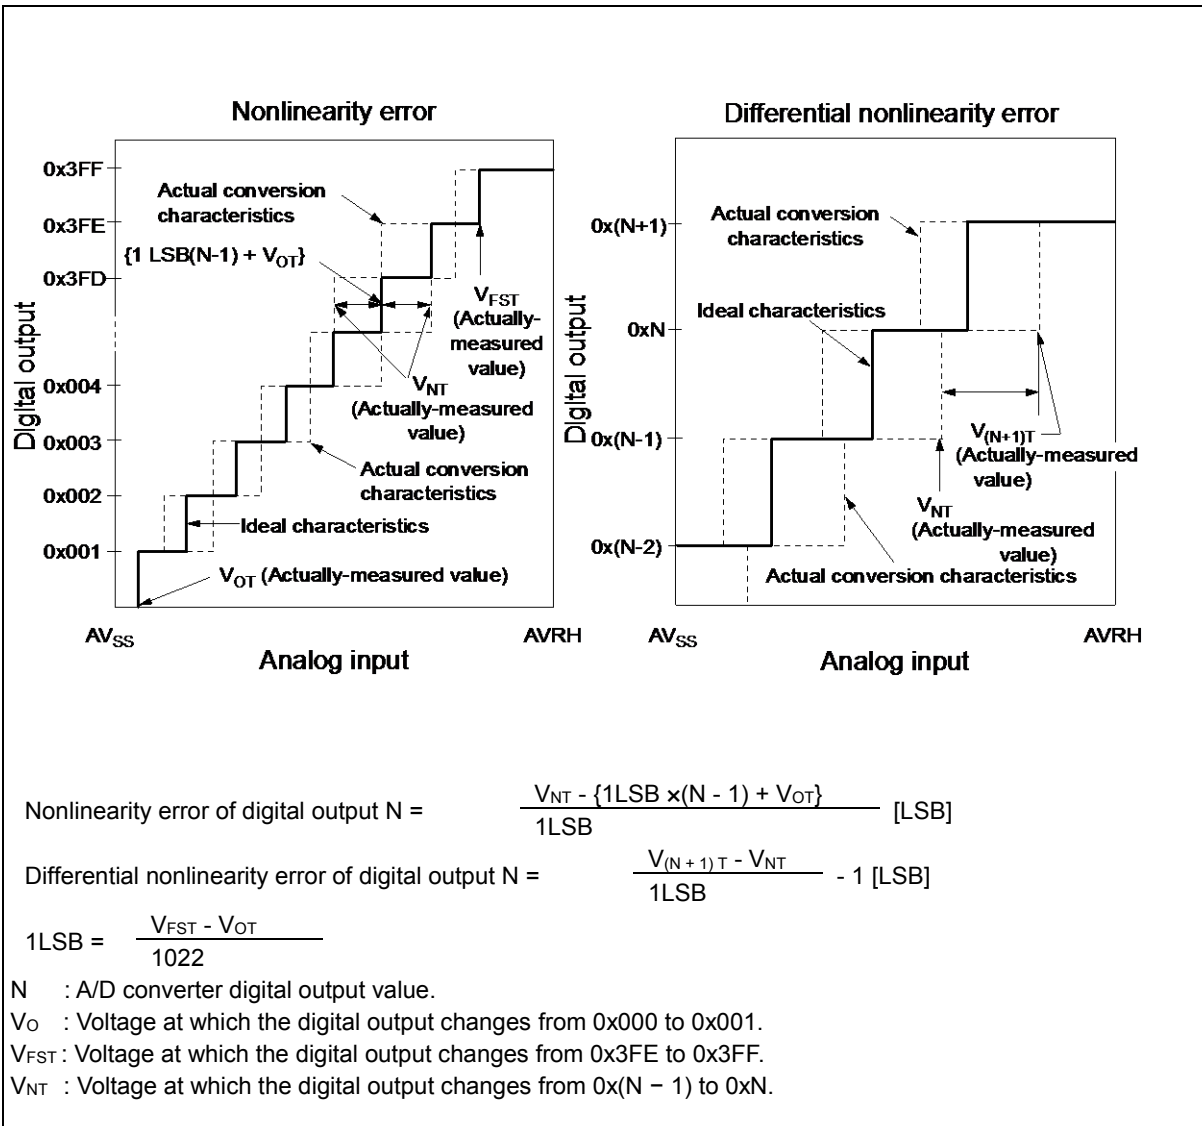 Nonlinearity error
0x3FF
0x3FE
0x3FD
0x004
0x003
0x002
0x001
Digital output
Actual conversion
characteristics
{1 LSB(N-1) + VOT}
VFST
(Actually-
measured
value)
VNT
(Actually-measured
value)
Actual conversion
characteristics
Ideal characteristics
VOT (Actually-measured value)
AVSS
AVRH
Analog input
Differential nonlinearity error
0x(N+1)
0xN
0x(N-1)
0x(N-2)
Digital output
Actual conversion
characteristics
Ideal characteristics
V(N+1)T
(Actually-measured
value)
VNT
(Actually-measured
value)
Actual conversion characteristics
AVSS
AVRH
Analog input
Nonlinearity error of digital output N =
VNT - {1LSB ×(N - 1) + VOT}
1LSB
[LSB]
Differential nonlinearity error of digital output N =
V(N + 1) T - VNT
1LSB
- 1 [LSB]
1LSB =
VFST - VOT
1022
N : A/D converter digital output value.
VO : Voltage at which the digital output changes from 0x000 to 0x001.
VFST : Voltage at which the digital output changes from 0x3FE to 0x3FF.
VNT : Voltage at which the digital output changes from 0x(N − 1) to 0xN.